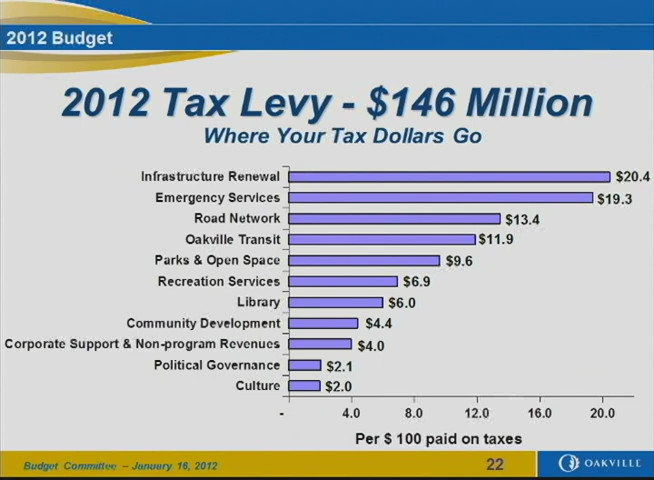 2012 Budget
2012 Tax Levy - $146 Million
Where Your Tax Dollars Go
Infrastructure Renewal $20.4
Emergency Services $19.3
Road Network $13.4
Oakville Transit $11.9
Parks & Open Space $9.6
Recreation Services $6.9
Library $6.0
Community Development $4.4
Corporate Support & Non-program Revenues $4.0
Political Governance $2.1
Culture $2.0
- 4.0 8.0 12.0 16.0 20.0
Per $ 100 paid on taxes
Budget Committee – January 16, 2012 22 OAKVILLE